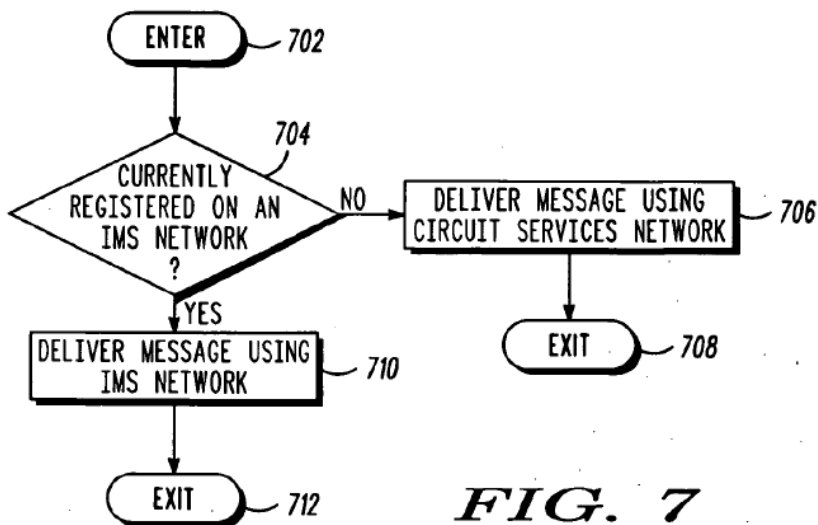 ENTER
702
704
CURRENTLY
REGISTERED ON AN
IMS NETWORK
?
NO
DELIVER MESSAGE USING
CIRCUIT SERVICES NETWORK
706
YES
DELIVER MESSAGE USING
IMS NETWORK
710
EXIT
708
EXIT
712
FIG. 7